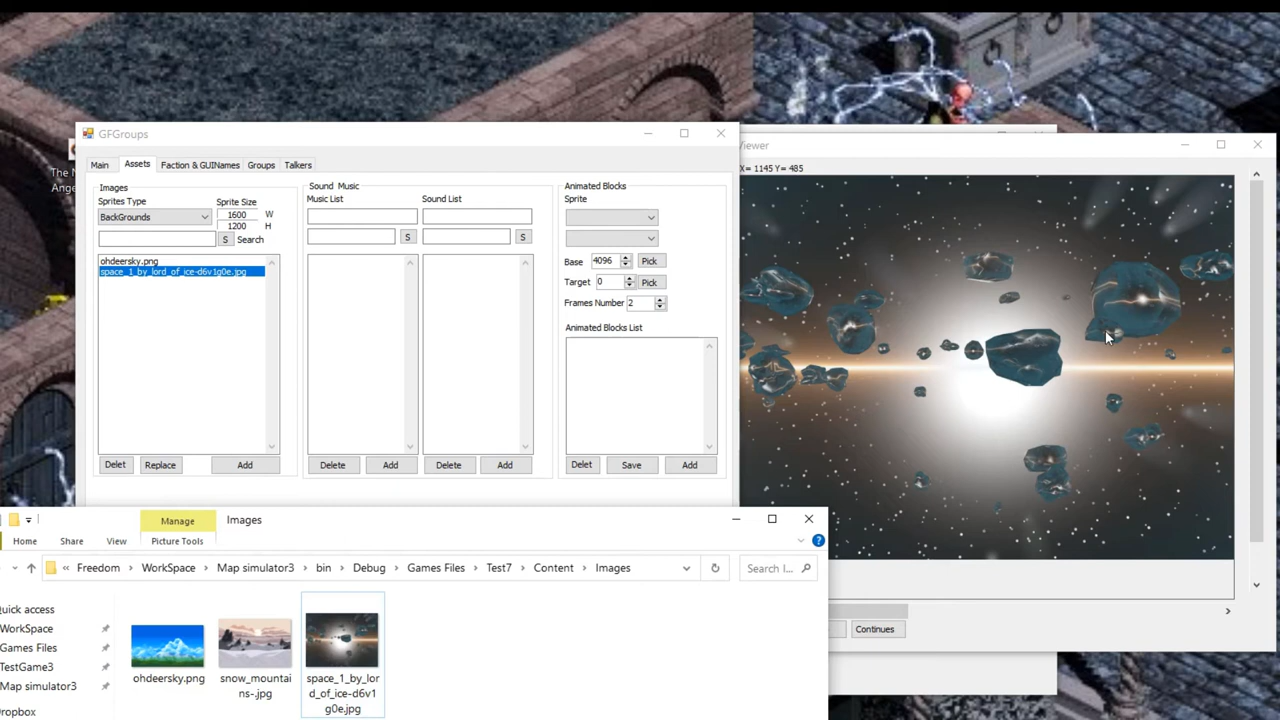 The N
Ange
GFGroups
Main
Assets
Faction & GUINames
Groups
Talkers
Images
Sprites Type
Sprite Size
BackGrounds
1600
W
1200
H
S
Search
ohdeersky.png
space_1_by_lord_of_ice-d6v1g0e.jpg
Delet
Replace
Add
Sound Music
Music List
Sound List
S
S
Delete
Add
Delete
Add
Animated Blocks
Sprite
Base
4096
Pick
Target
0
Pick
Frames Number
2
Animated Blocks List
Delet
Save
Add
Viewer
X= 1145 Y= 485
Continues
Manage
Images
Home
Share
View
Picture Tools
« Freedom > WorkSpace > Map simulator3 > bin > Debug > Games Files > Test7 > Content > Images
Search I...
Quick access
WorkSpace
Games Files
TestGame3
Map simulator3
Dropbox
ohdeersky.png
snow_mountai
ns-.jpg
space_1_by_lor
d_of_ice-d6v1
g0e.jpg